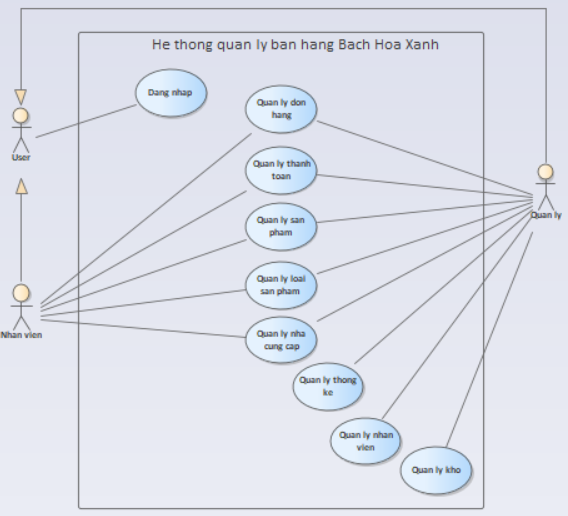 He thong quan ly ban hang Bach Hoa Xanh
Dang nhap
Quan ly don
hang
User
Quan ly thanh
toan
Quan ly
Quan ly san
pham
Quan ly loai
san pham
Nhan vien
Quan ly nha
cung cap
Quan ly thong
ke
Quan ly nhan
vien
Quan ly kho